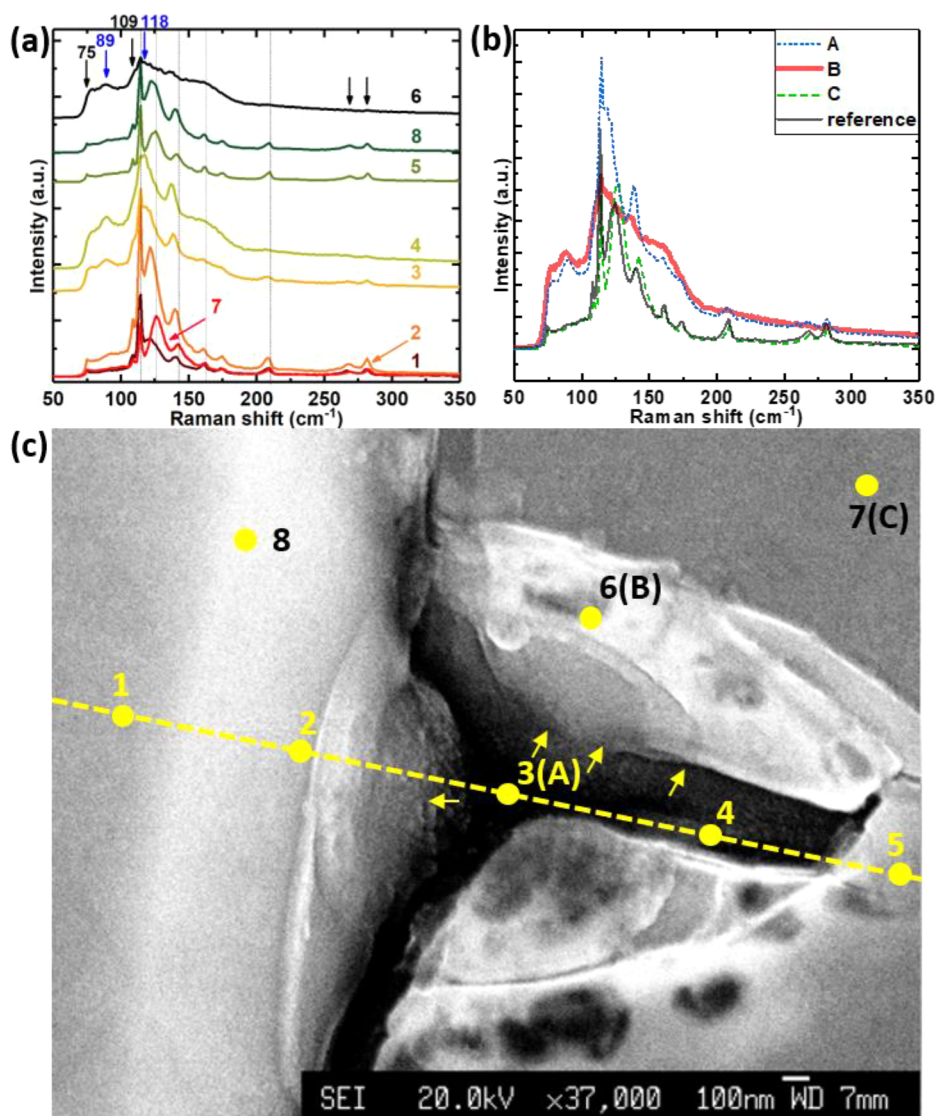 (a)
109 118
75 89
6
8
5
4
3
7
2
1
Intensity (a.u.)
50 100 150 200 250 300 350
Raman shift (cm-1)
(b)
A
B
C
reference
Intensity (a.u.)
50 100 150 200 250 300 350
Raman shift (cm-1)
(c)
8
7(C)
6(B)
1
2
3(A)
4
5
SEI 20.0kV ×37,000 100nm WD 7mm